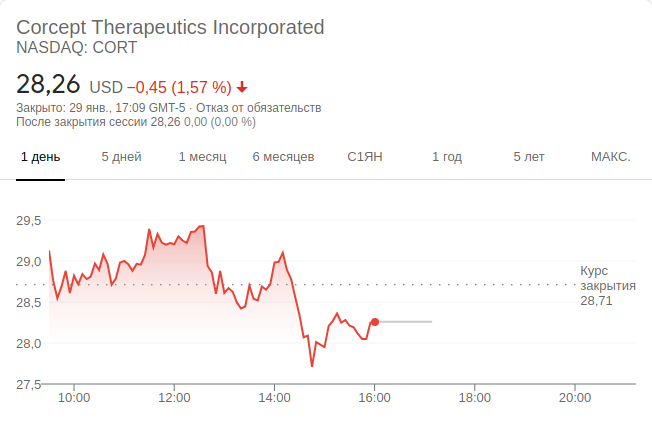 Corcept Therapeutics Incorporated
NASDAQ: CORT
28,26 USD −0,45 (1,57 %)
Закрыто: 29 янв., 17:09 GMT-5 · Отказ от обязательств
После закрытия сессии 28,26 0,00 (0,00 %)
1 день 5 дней 1 месяц 6 месяцев С1ЯН 1 год 5 лет МАКС.
29,5
29,0
28,5
28,0
27,5
Курс
закрытия
28,71
10:00 12:00 14:00 16:00 18:00 20:00